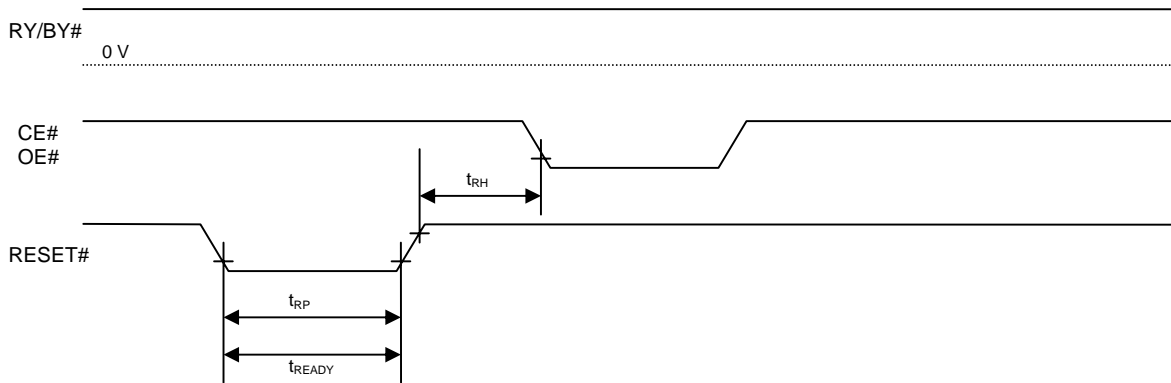 RY/BY#
0 V
CE#
OE#
tRH
RESET#
tRP
tREADY